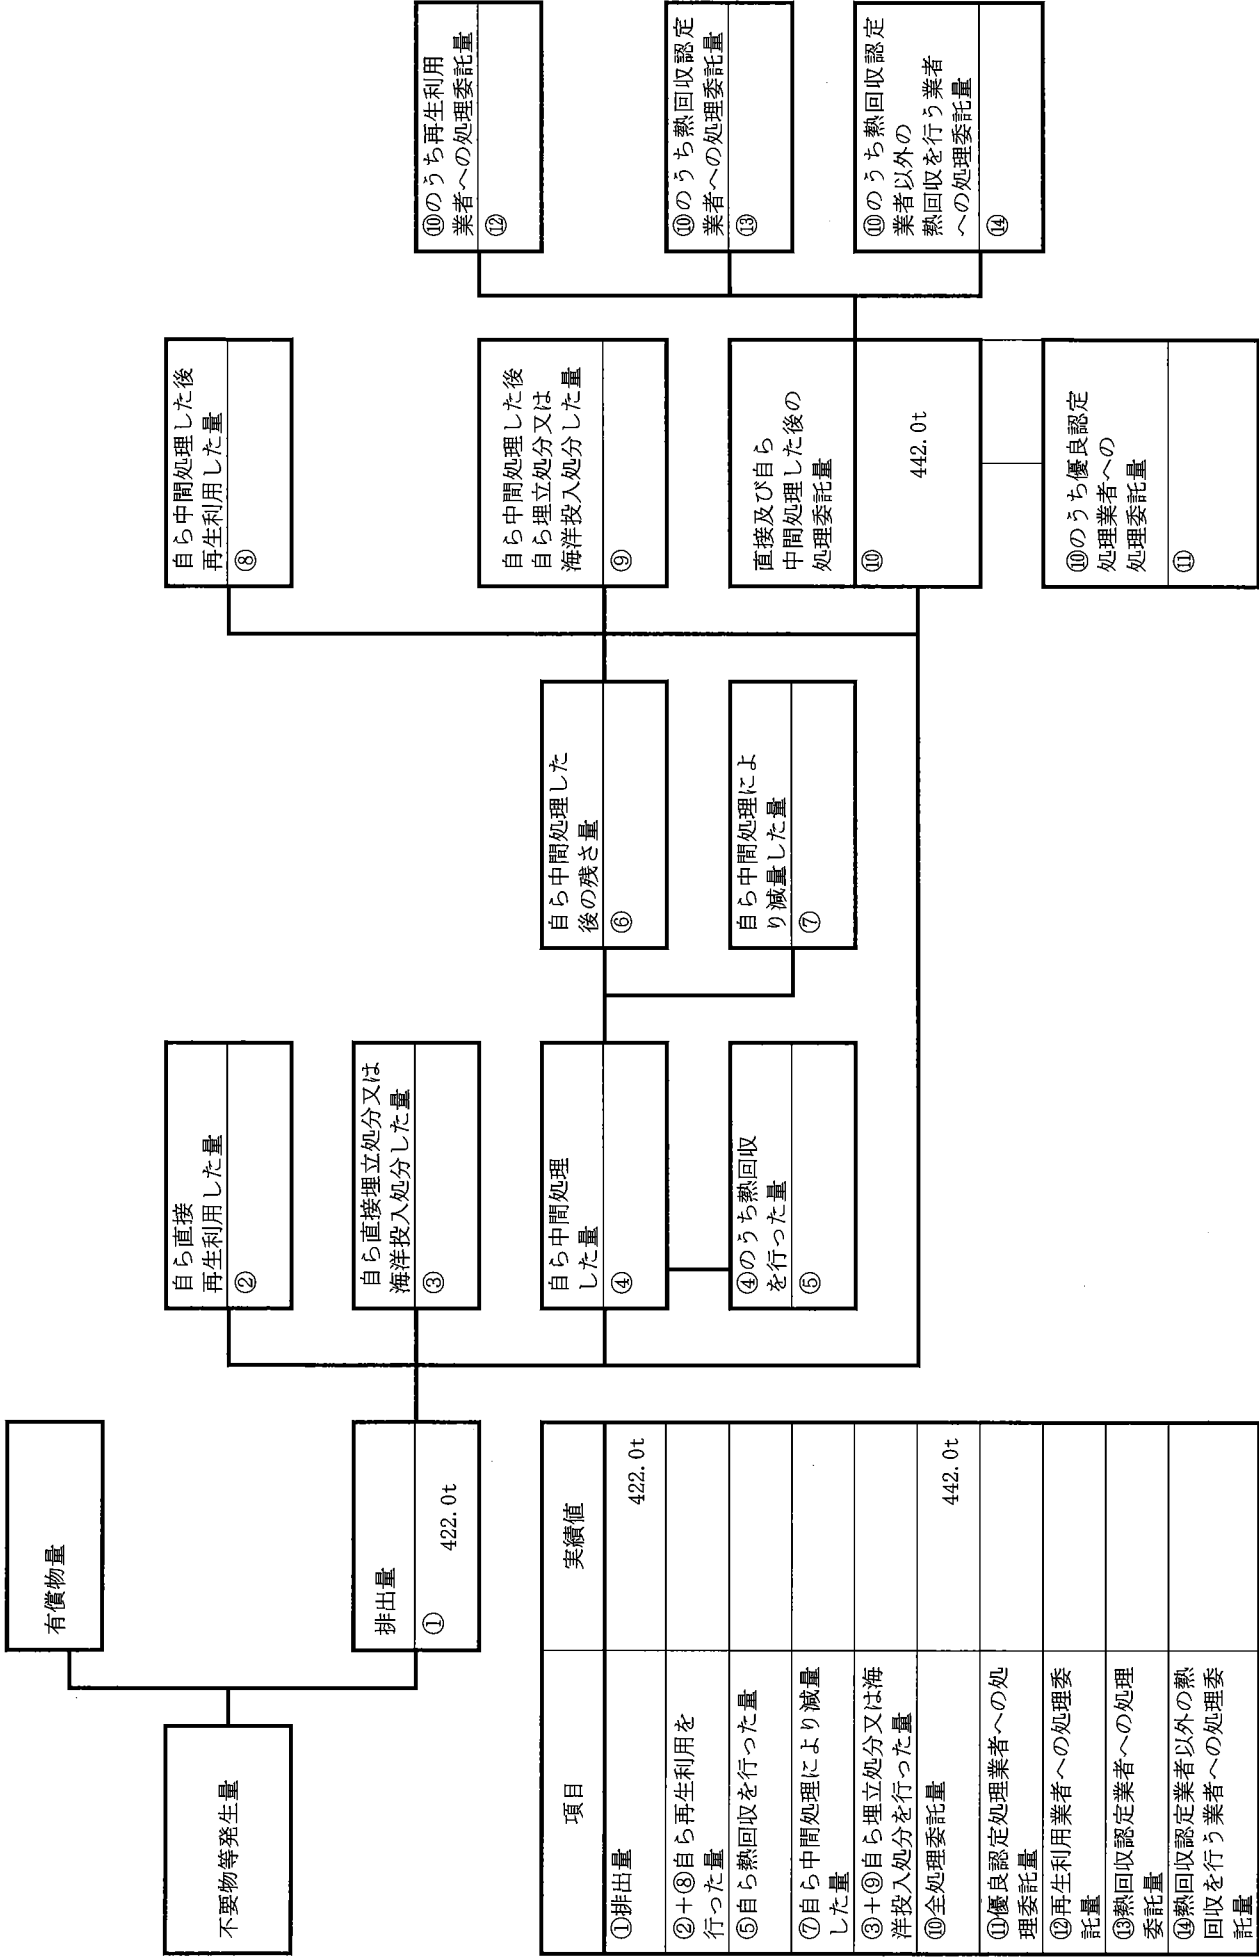 不要物等発生量
有償物量
排出量
①
422.0t
自ら直接
再生利用した量
②
自ら直接埋立処分又は
海洋投入処分した量
③
自ら中間処理
した量
④
④のうち熱回収
を行った量
⑤
自ら中間処理した
後の残さ量
⑥
自ら中間処理によ
り減量した量
⑦
自ら中間処理した後
再生利用した量
⑧
自ら中間処理した後
自ら埋立処分又は
海洋投入処分した量
⑨
直接及び自ら
中間処理した後の
処理委託量
⑩
442.0t
⑩のうち優良認定
処理業者への
処理委託量
⑪
⑩のうち再生利用
業者への処理委託量
⑫
⑩のうち熱回収認定
業者への処理委託量
⑬
⑩のうち熱回収認定
業者以外の
熱回収を行う業者
への処理委託量
⑭
項目 実績値
①排出量 422.0t
②+⑧自ら再生利用を
行った量
⑤自ら熱回収を行った量
⑦自ら中間処理により減量
した量
③+⑨自ら埋立処分又は海
洋投入処分を行った量
⑩全処理委託量 442.0t
⑪優良認定処理業者への処
理委託量
⑫再生利用業者への処理委
託量
⑬熱回収認定業者への処理
委託量
⑭熱回収認定業者以外の熱
回収を行う業者への処理委
託量